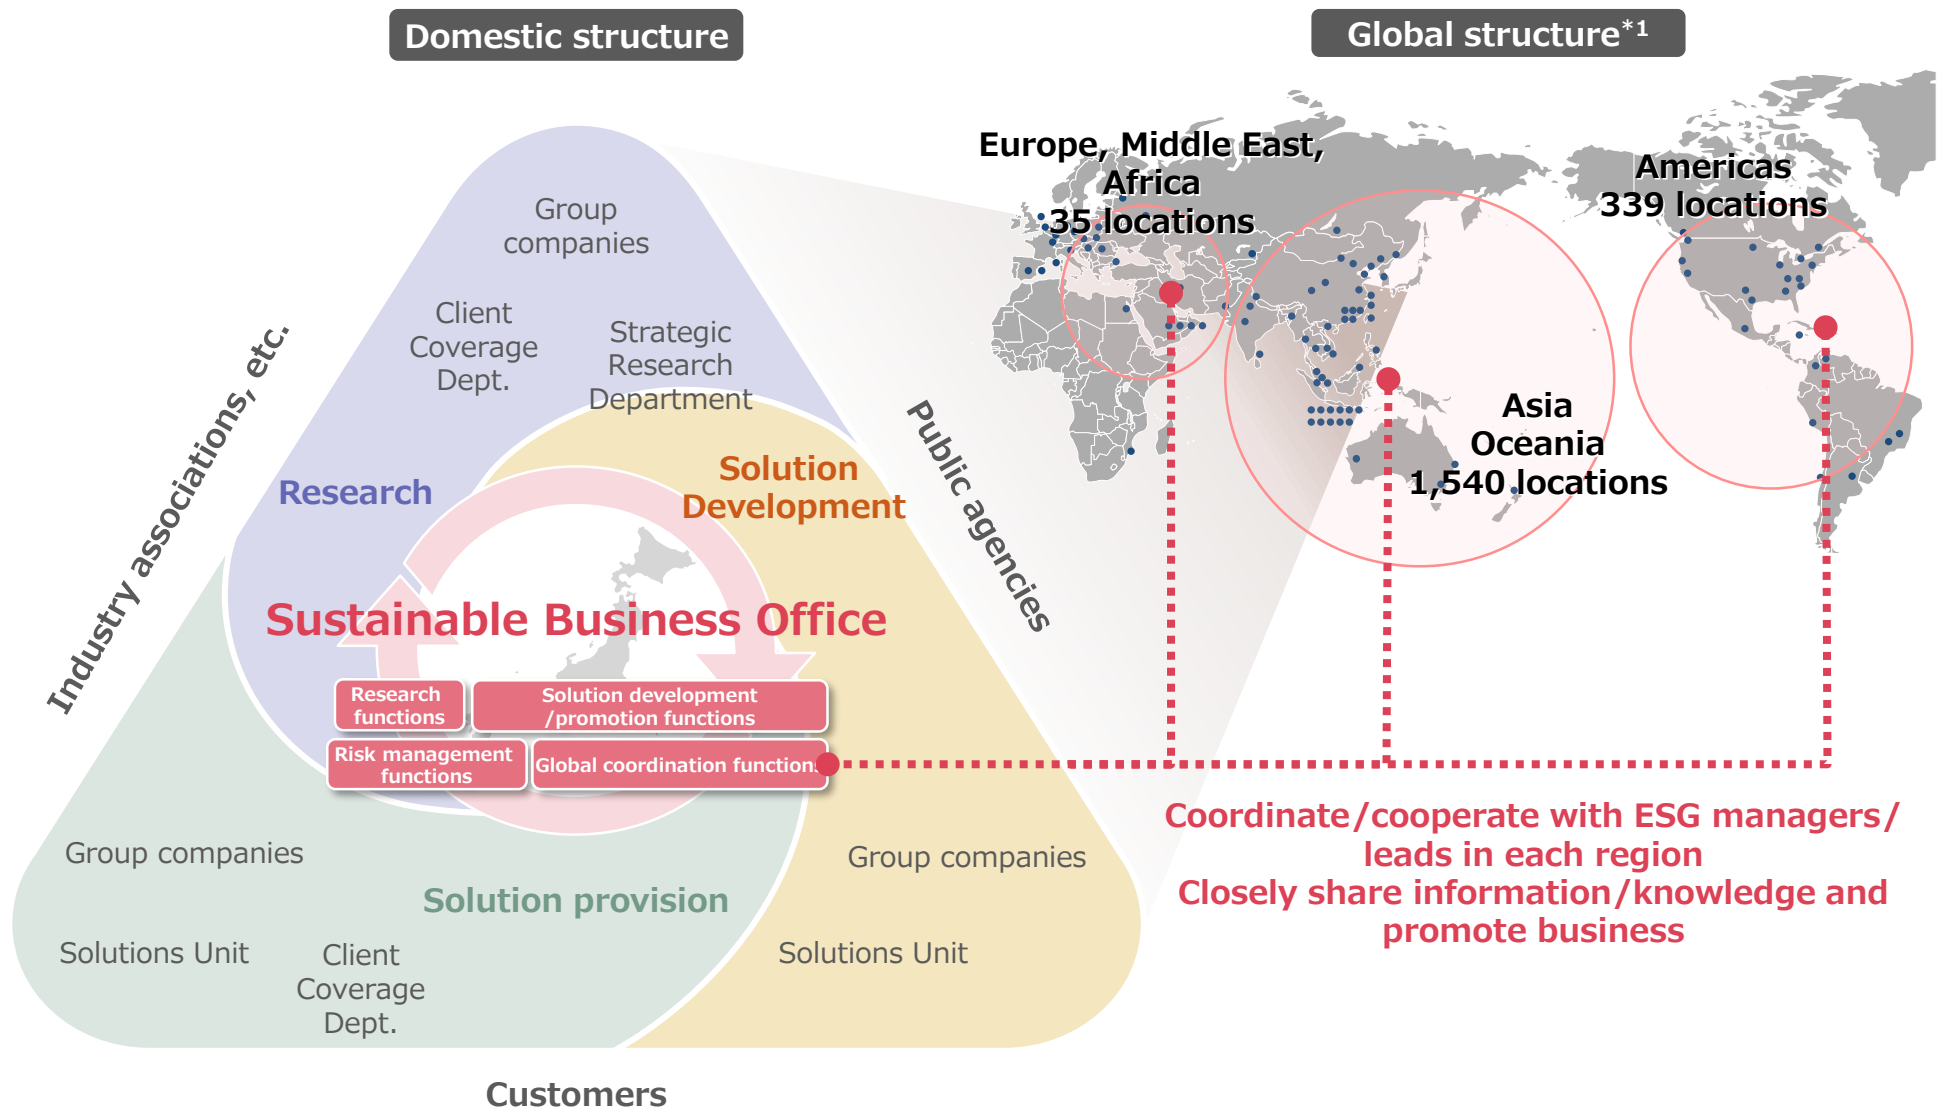 Domestic structure
Group
companies
Client
Coverage
Dept.
Strategic
Research
Department
Industry associations, etc.
Public agencies
Research
Solution
Development
Sustainable Business Office
Research
functions
Solution development
/promotion functions
Risk management
functions
Global coordination functions
Group companies
Solution provision
Solutions Unit
Client
Coverage
Dept.
Group companies
Solutions Unit
Customers
Global structure*1
Europe, Middle East,
Africa
35 locations
Americas
339 locations
Asia
Oceania
1,540 locations
Coordinate/cooperate with ESG managers/
leads in each region
Closely share information/knowledge and
promote business